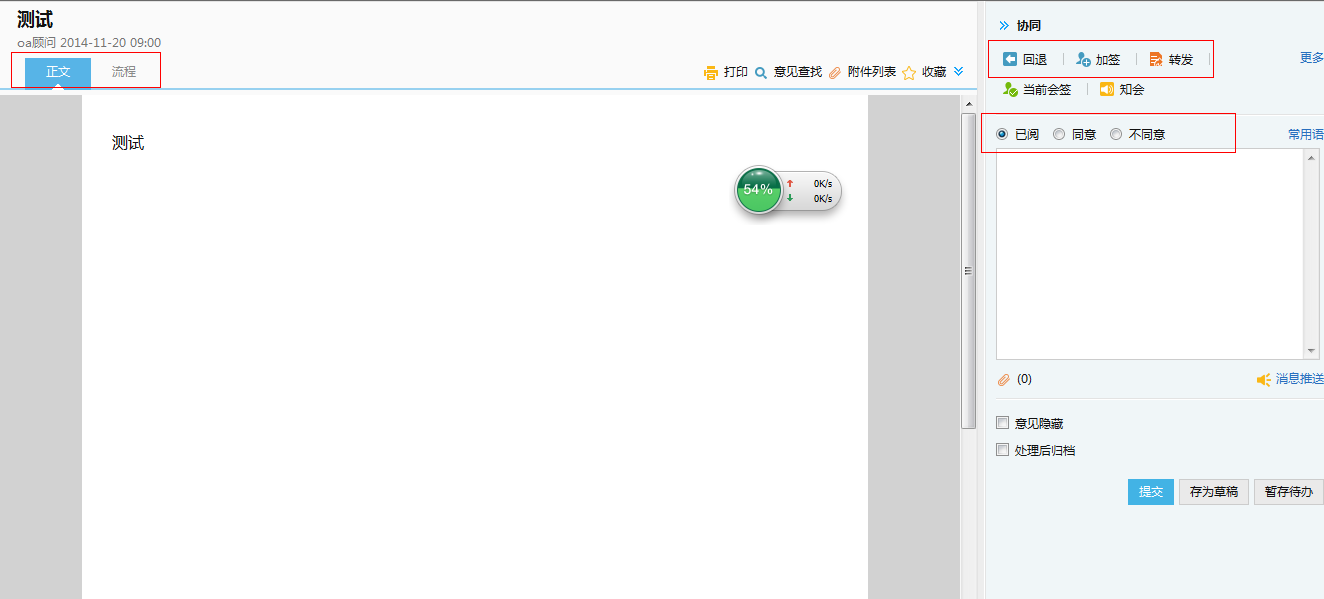 测试
oa顾问 2014-11-20 09:00
正文 流程
打印 意见查找 附件列表 收藏
测试
54% 0K/s
0K/s
协同
回退 加签 转发 更多
当前会签 知会
已阅 同意 不同意 常用语
(0) 消息推送
意见隐藏
处理后归档
提交 存为草稿 暂存待办